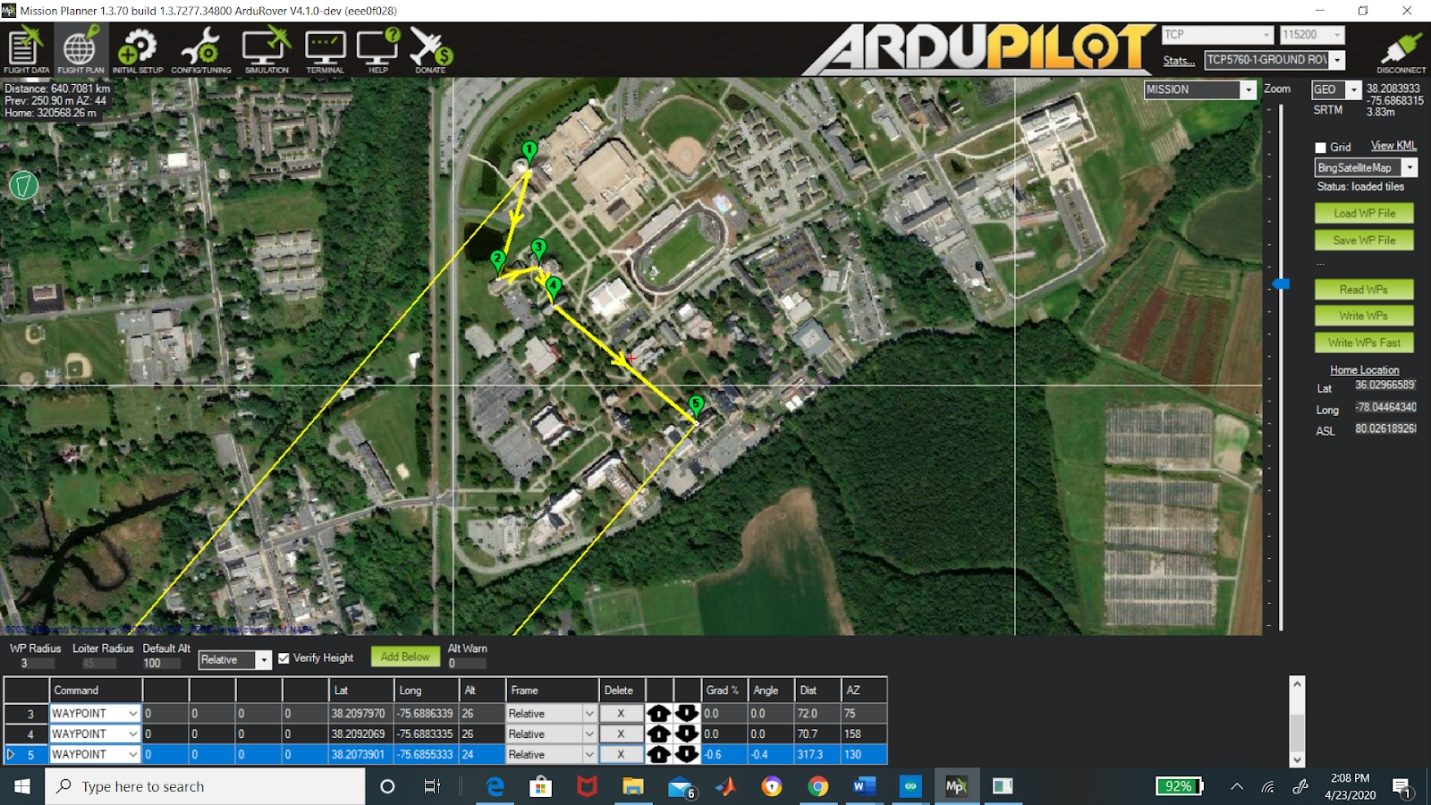 Mission Planner 1.3.70 build 1.3.7277.34800 ArduRover V4.1.0-dev (eee0f028)
FLIGHT DATA FLIGHT PLAN INITIAL SETUP CONFIG/TUNING SIMULATION TERMINAL HELP DONATE
ARDUPILOT
TCP 115200
Stats... TCP5760-1-GROUND ROV
DISCONNECT
Distance: 640.7081 km
Prev: 250.90 m AZ: 44
Home: 320568.26 m
MISSION
Zoom
GEO 38.2083933
-75.6868315
SRTM 3.83m
Grid View KML
BingSatelliteMap
Status: loaded tiles
Load WP File
Save WP File
...
Read WPs
Write WPs
Write WPs Fast
Home Location
Lat 36.02966589
Long -78.04464340
ASL 80.02618926
1
2
3
4
5
WP Radius Loiter Radius Default Alt
3 45 100
Relative
Verify Height
Add Below
Alt Warn
0
Command Lat Long Alt Frame Delete Grad % Angle Dist AZ
3 WAYPOINT 0 0 0 0 38.2097970 -75.6886339 26 Relative X 0.0 0.0 72.0 75
4 WAYPOINT 0 0 0 0 38.2092069 -75.6883335 26 Relative X 0.0 0.0 70.7 158
5 WAYPOINT 0 0 0 0 38.2073901 -75.6855333 24 Relative X -0.6 -0.4 317.3 130
Type here to search
6
92%
2:08 PM
4/23/2020
1